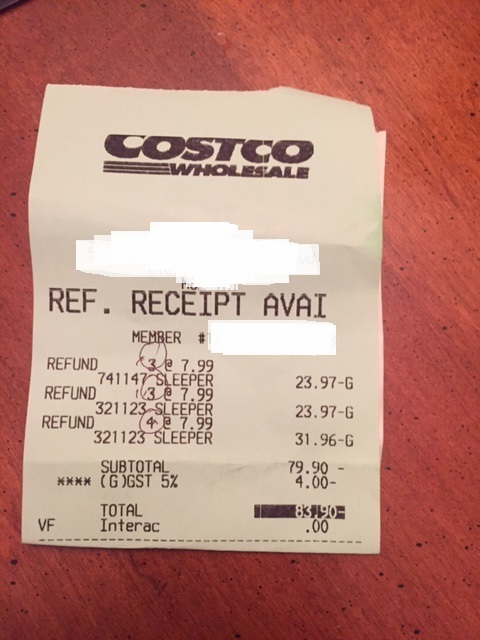 COSTCO
WHOLESALE
REF. RECEIPT AVAI
MEMBER #
REFUND 3 @ 7.99
741147 SLEEPER 23.97-G
REFUND 3 @ 7.99
321123 SLEEPER 23.97-G
REFUND 4 @ 7.99
321123 SLEEPER 31.96-G
SUBTOTAL 79.90 -
**** (G)GST 5% 4.00-
TOTAL 83.90-
VF Interac .00